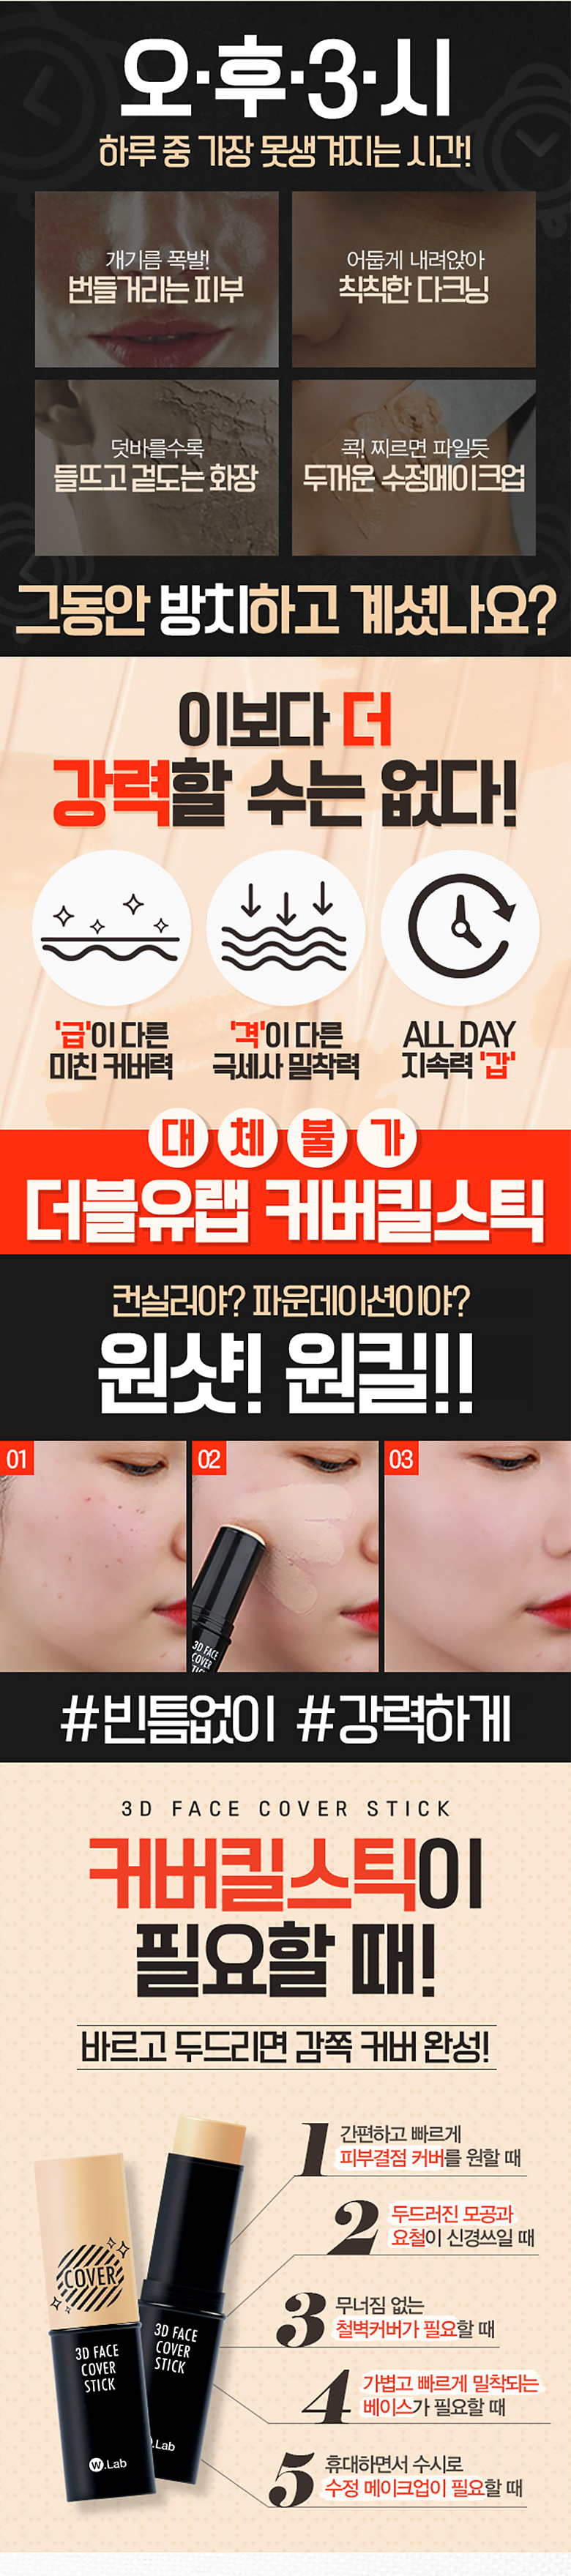 오·후·3·시
하루 중 가장 못생겨지는 시간!
개기름 폭발!
번들거리는 피부
어둡게 내려앉아
칙칙한 다크닝
덧바를수록
들뜨고 겉도는 화장
콕! 찌르면 파일듯
두꺼운 수정메이크업
그동안 방치하고 계셨나요?
이보다 더
강력할 수는 없다!
'급'이 다른
미친 커버력
'격'이 다른
극세사 밀착력
ALL DAY
지속력 '갑'
대체불가
더블유랩 커버킬스틱
컨실러야? 파운데이션이야?
원샷! 원킬!!
01
02
03
3D FACE
COVER
STICK
#빈틈없이 #강력하게
3D FACE COVER STICK
커버킬스틱이
필요할 때!
바르고 두드리면 감쪽 커버 완성!
1 간편하고 빠르게
피부결점 커버를 원할 때
2 두드러진 모공과
요철이 신경쓰일 때
3 무너짐 없는
철벽커버가 필요할 때
4 가볍고 빠르게 밀착되는
베이스가 필요할 때
5 휴대하면서 수시로
수정 메이크업이 필요할 때
COVER
3D FACE
COVER
STICK
W.Lab
3D FACE
COVER
STICK
.Lab